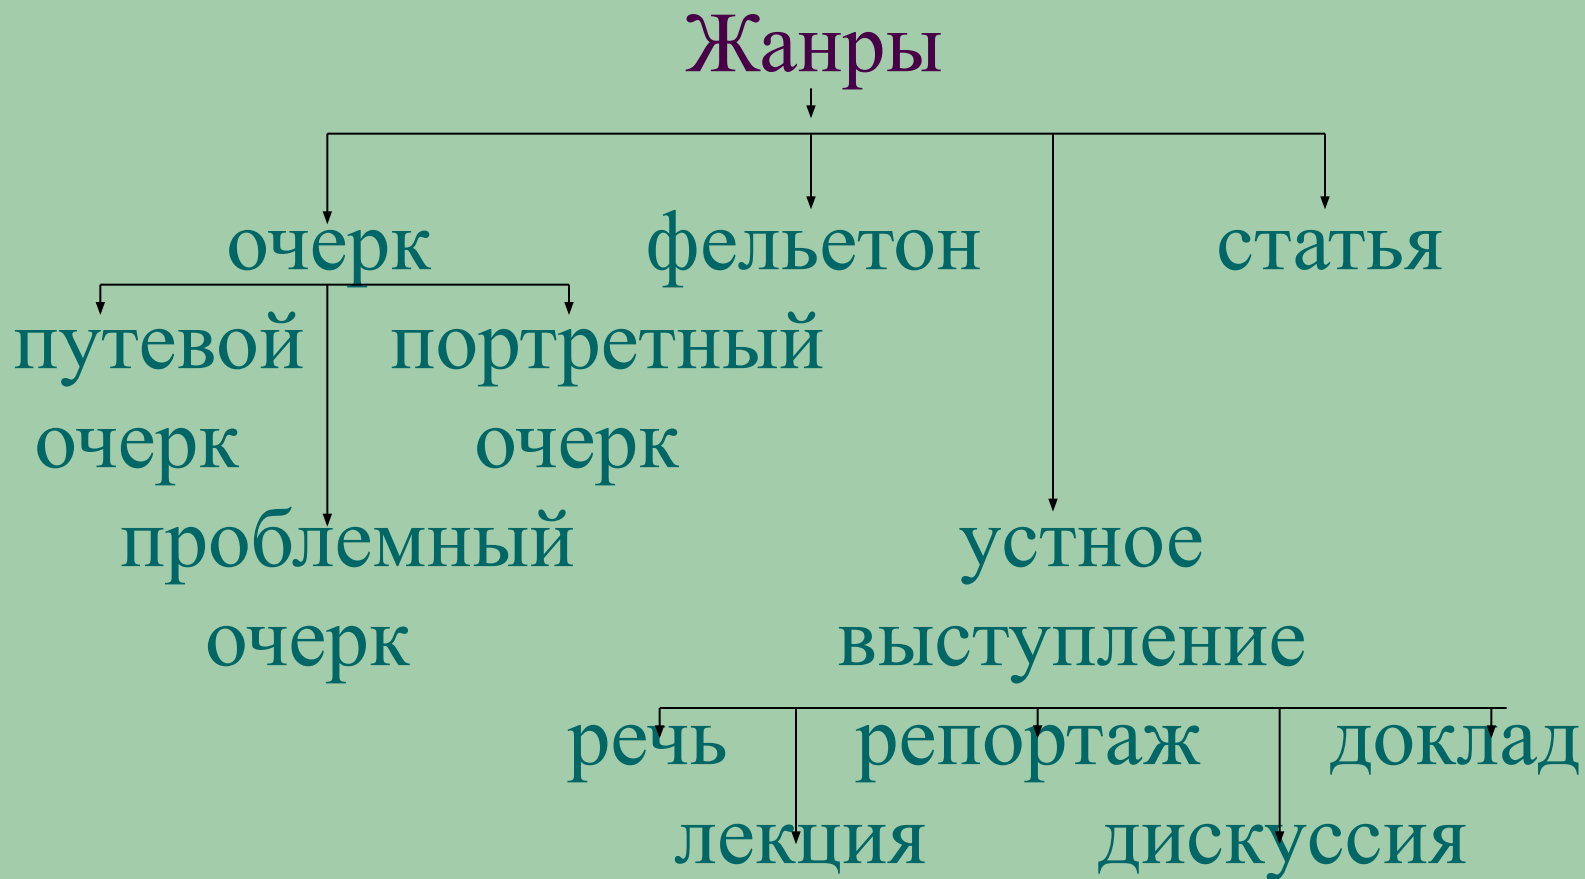 Жанры
очерк фельетон статья
путевой портретный
очерк очерк
проблемный устное
очерк выступление
речь репортаж доклад
лекция дискуссия